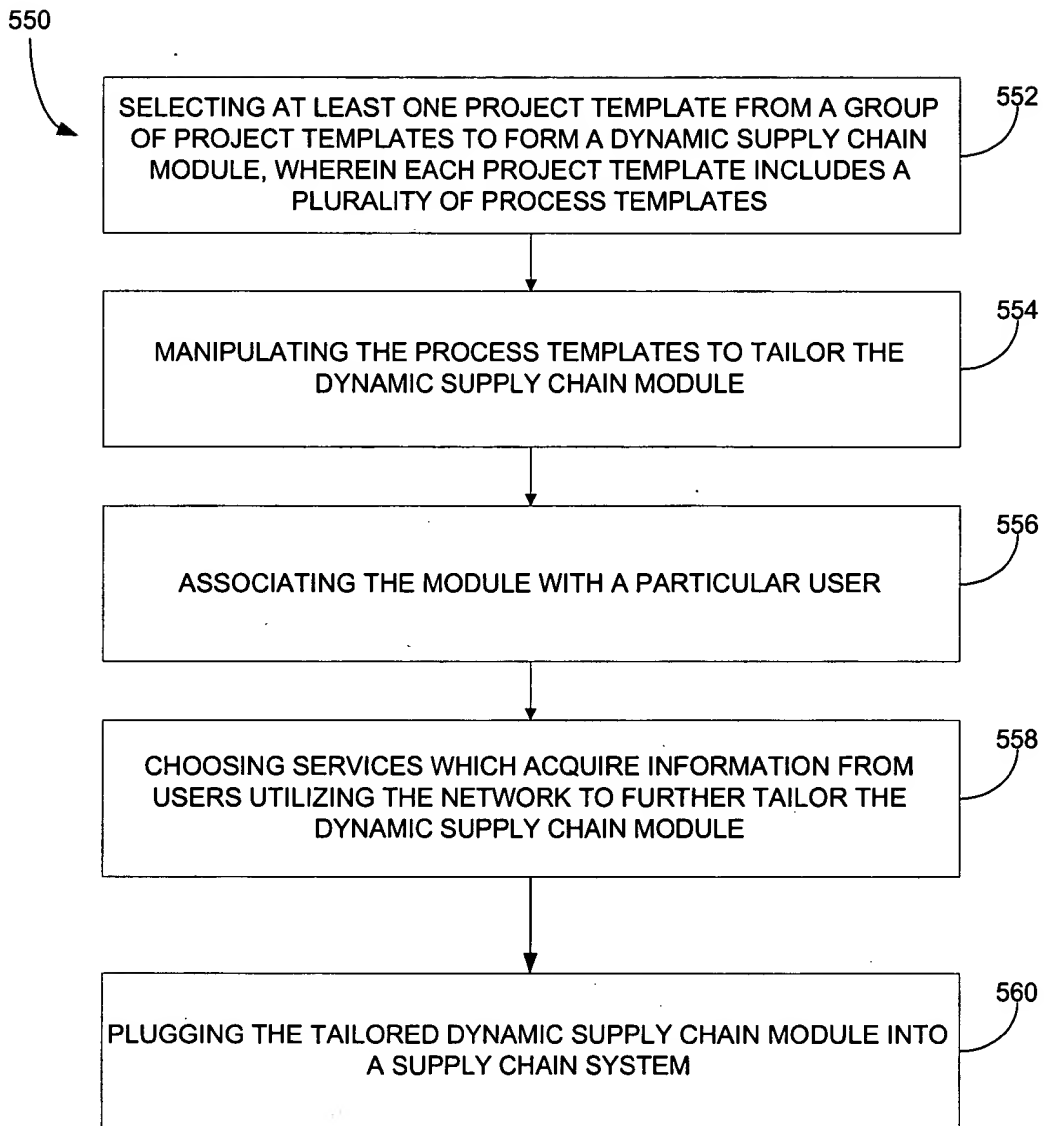 550
SELECTING AT LEAST ONE PROJECT TEMPLATE FROM A GROUP
OF PROJECT TEMPLATES TO FORM A DYNAMIC SUPPLY CHAIN
MODULE, WHEREIN EACH PROJECT TEMPLATE INCLUDES A
PLURALITY OF PROCESS TEMPLATES
552
MANIPULATING THE PROCESS TEMPLATES TO TAILOR THE
DYNAMIC SUPPLY CHAIN MODULE
554
ASSOCIATING THE MODULE WITH A PARTICULAR USER
556
CHOOSING SERVICES WHICH ACQUIRE INFORMATION FROM
USERS UTILIZING THE NETWORK TO FURTHER TAILOR THE
DYNAMIC SUPPLY CHAIN MODULE
558
PLUGGING THE TAILORED DYNAMIC SUPPLY CHAIN MODULE INTO
A SUPPLY CHAIN SYSTEM
560